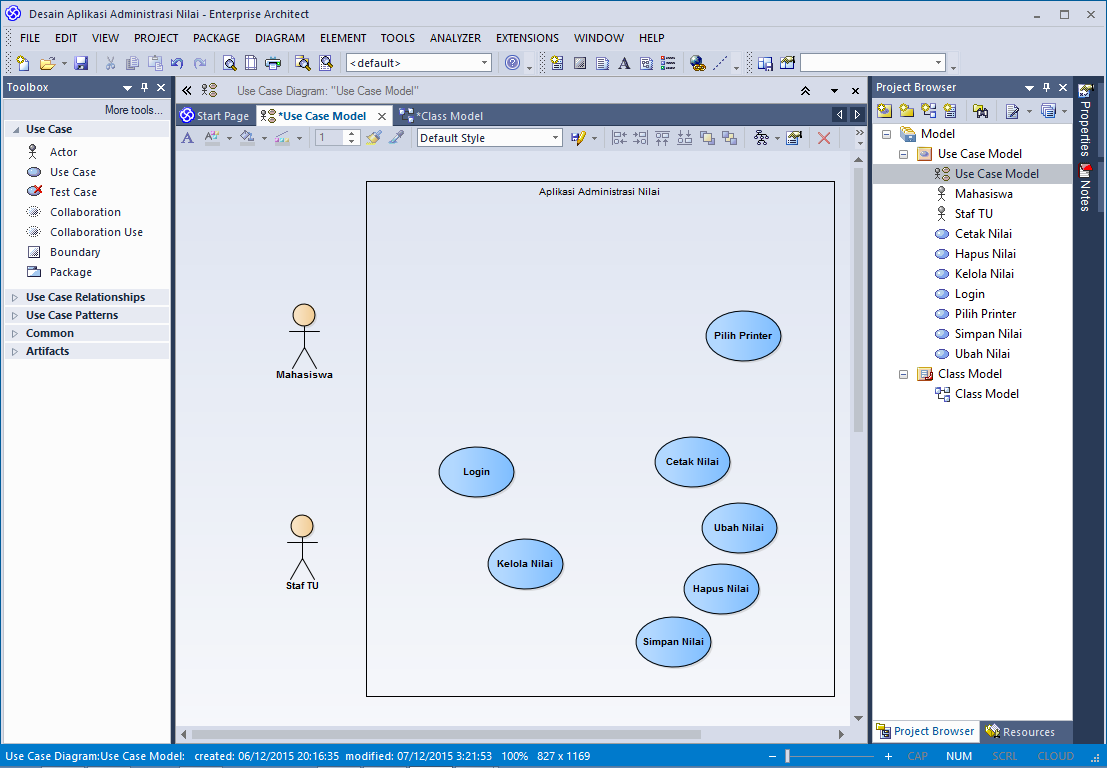 Desain Aplikasi Administrasi Nilai - Enterprise Architect
FILE EDIT VIEW PROJECT PACKAGE DIAGRAM ELEMENT TOOLS ANALYZER EXTENSIONS WINDOW HELP
<default>
Toolbox
More tools...
Use Case
Actor
Use Case
Test Case
Collaboration
Collaboration Use
Boundary
Package
Use Case Relationships
Use Case Patterns
Common
Artifacts
Use Case Diagram: "Use Case Model"
Start Page *Use Case Model *Class Model
1 Default Style
Aplikasi Administrasi Nilai
Mahasiswa
Pilih Printer
Login
Cetak Nilai
Ubah Nilai
Kelola Nilai
Staf TU
Hapus Nilai
Simpan Nilai
Project Browser
Model
Use Case Model
Use Case Model
Mahasiswa
Staf TU
Cetak Nilai
Hapus Nilai
Kelola Nilai
Login
Pilih Printer
Simpan Nilai
Ubah Nilai
Class Model
Class Model
Project Browser Resources
Properties
Notes
Use Case Diagram:Use Case Model: created: 06/12/2015 20:16:35 modified: 07/12/2015 3:21:53 100% 827 x 1169
CAP NUM SCRL CLOUD